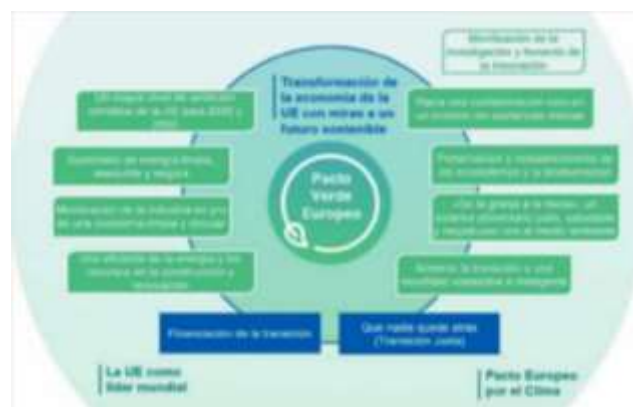 Movilización de la
investigación y fomento de
la innovación
Transformación de
la economía de la
UE con miras a un
futuro sostenible
Un mayor nivel de ambición
climática de la UE para 2030 y
2050
Suministro de energía limpia,
asequible y segura
Movilización de la industria en pro
de una economía limpia y circular
Uso eficiente de la energía y los
recursos en la construcción y
renovación
Pacto
Verde
Europeo
Hacia una contaminación cero en
un entorno sin sustancias tóxicas
Preservación y restablecimiento de
los ecosistemas y la biodiversidad
«De la granja a la mesa»: un
sistema alimentario justo, saludable
y respetuoso con el medio ambiente
Acelerar la transición a una
movilidad sostenible e inteligente
Financiación de la transición
Que nadie quede atrás
(Transición Justa)
La UE como
líder mundial
Pacto Europeo
por el Clima